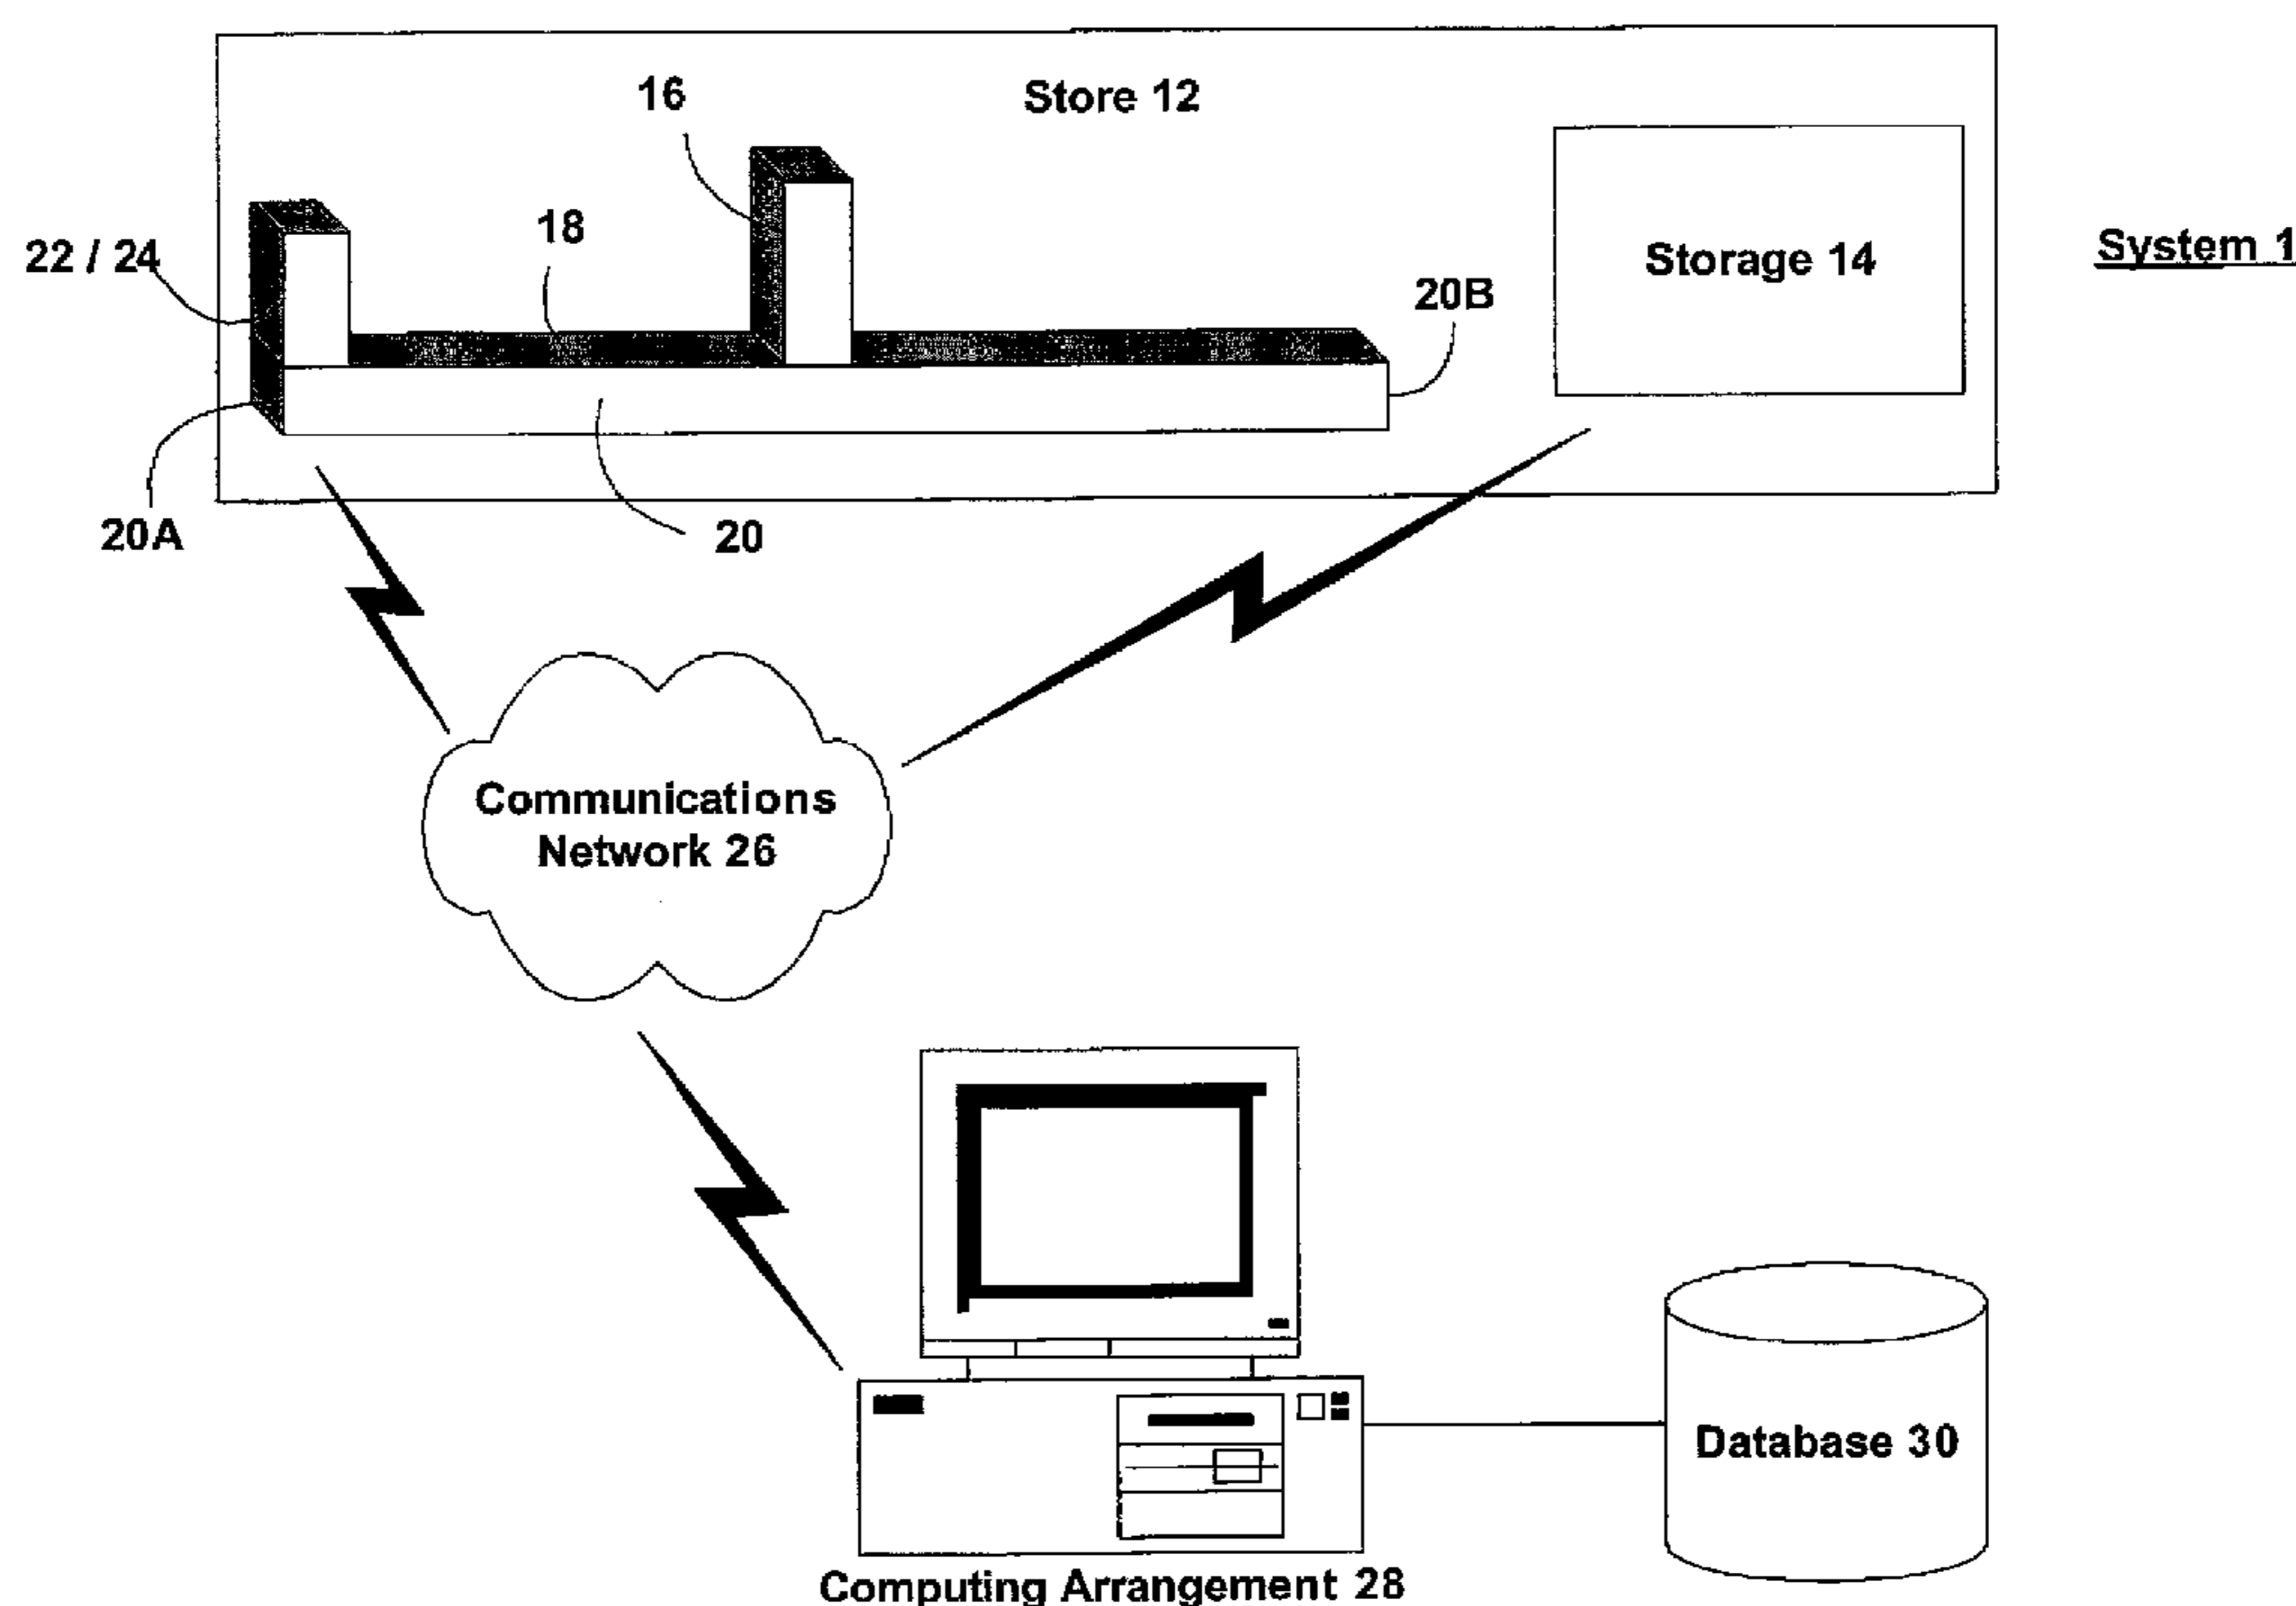 Store 12
16
18
22 / 24
Storage 14
System 1
20B
20A
20
Communications
Network 26
Database 30
Computing Arrangement 28